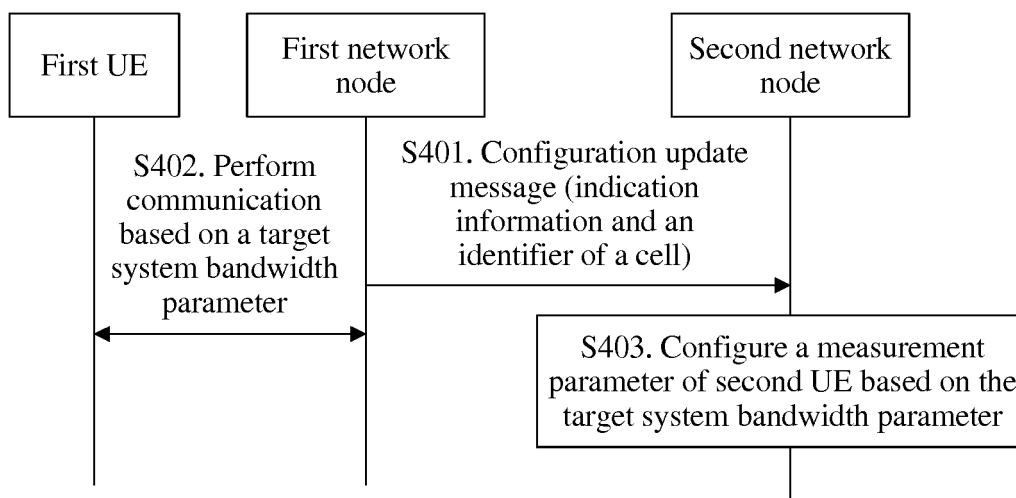 First UE
First network
node
Second network
node
S402. Perform
communication
based on a target
system bandwidth
parameter
S401. Configuration update
message (indication
information and an
identifier of a cell)
S403. Configure a measurement
parameter of second UE based on the
target system bandwidth parameter